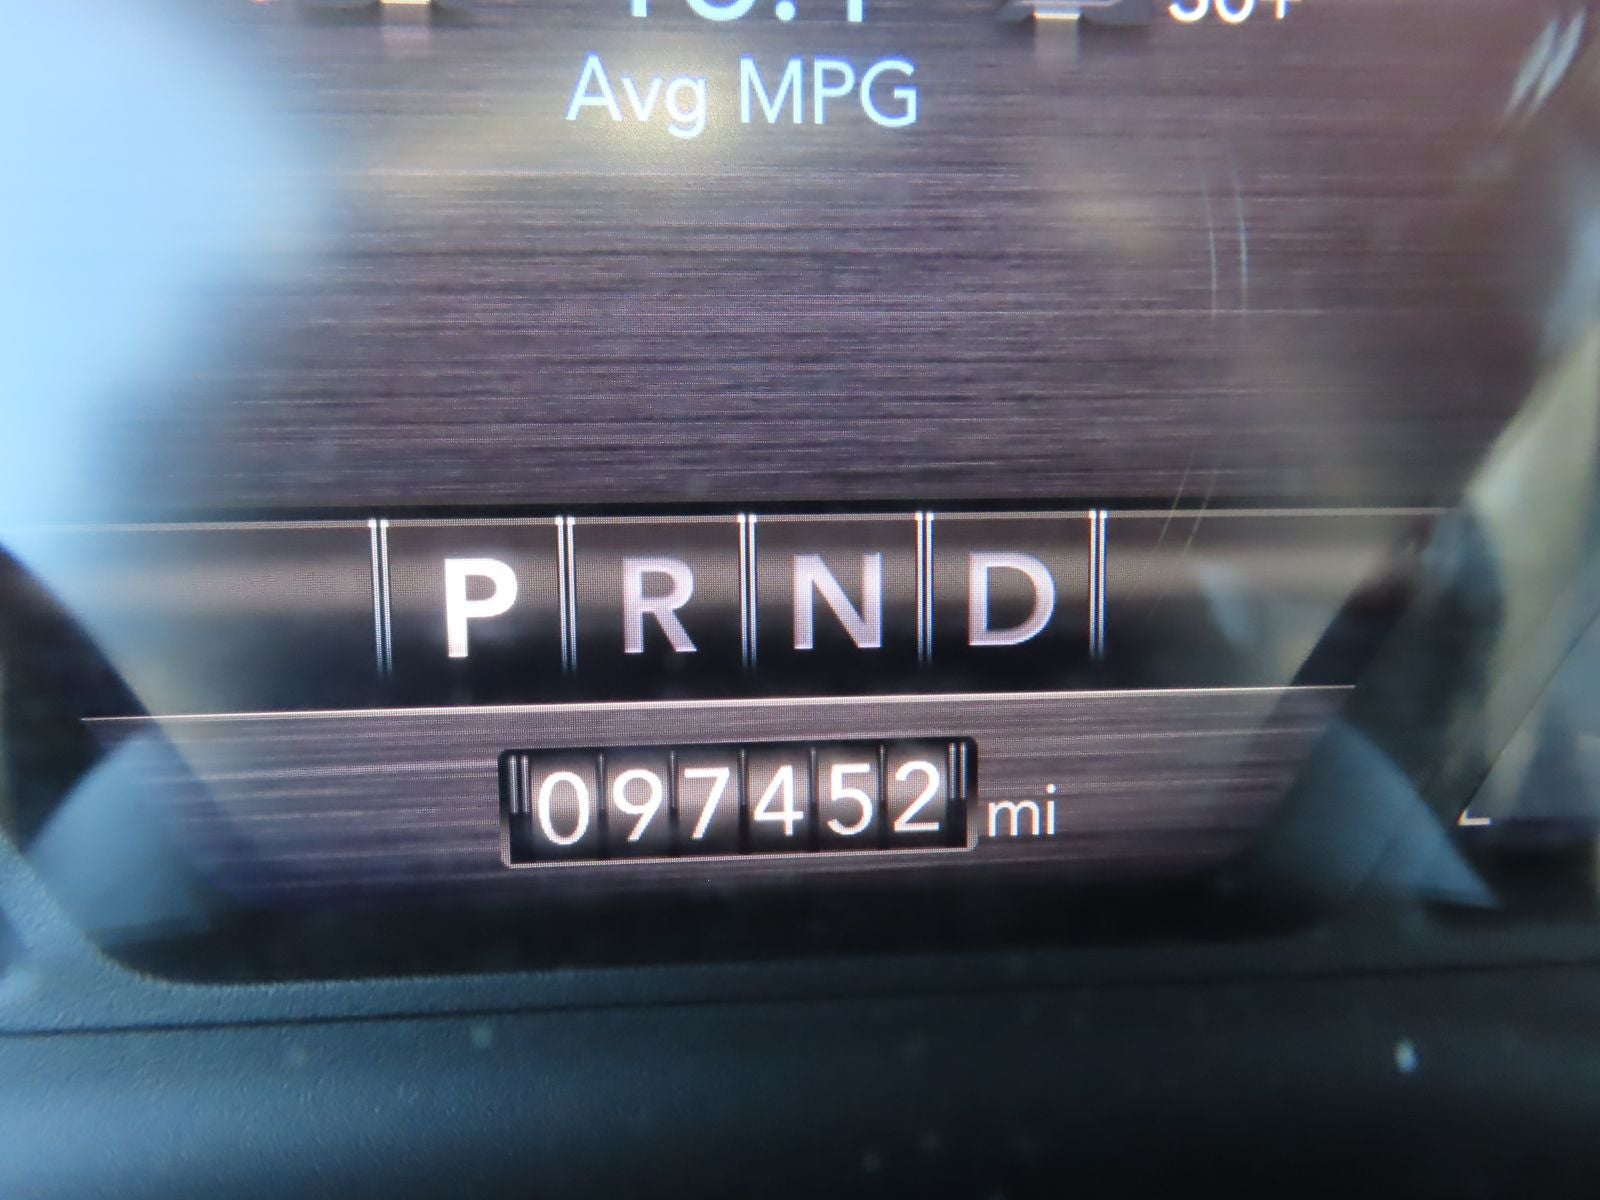 Avg MPG
P R N D
097452 mi